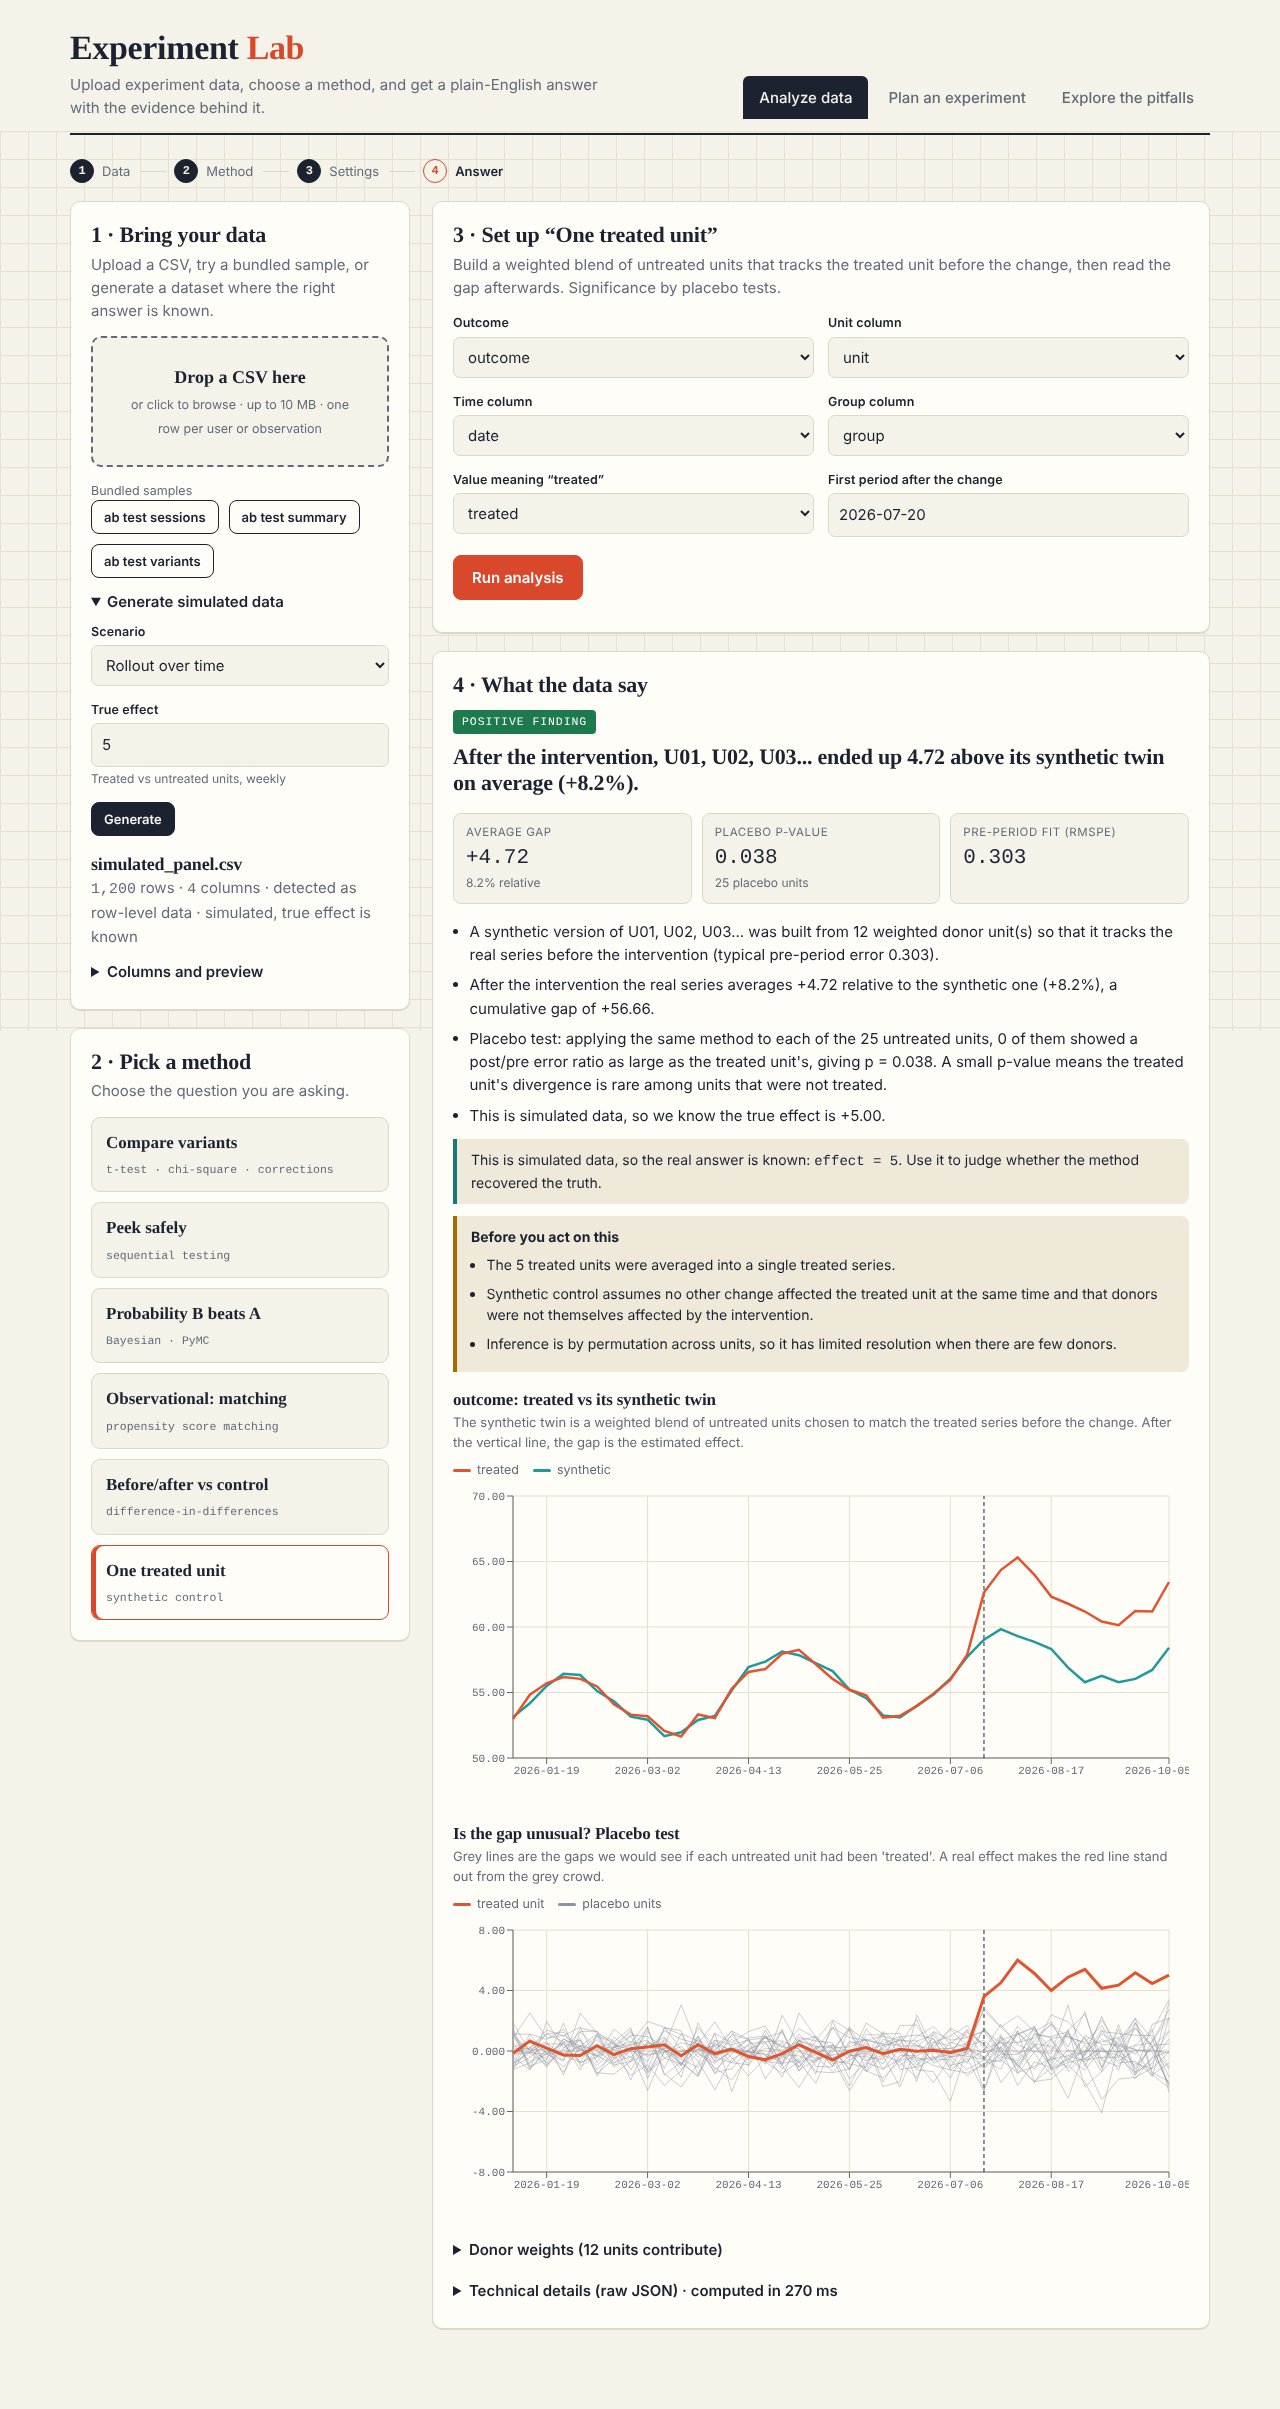 Experiment Lab
Upload experiment data, choose a method, and get a plain-English answer
with the evidence behind it.
Analyze data
Plan an experiment
Explore the pitfalls
1 Data
2 Method
3 Settings
4 Answer
1 · Bring your data
Upload a CSV, try a bundled sample, or
generate a dataset where the right
answer is known.
Drop a CSV here
or click to browse · up to 10 MB · one
row per user or observation
Bundled samples
ab test sessions
ab test summary
ab test variants
▼ Generate simulated data
Scenario
Rollout over time
True effect
5
Treated vs untreated units, weekly
Generate
simulated_panel.csv
1,200 rows · 4 columns · detected as
row-level data · simulated, true effect is
known
▶ Columns and preview
2 · Pick a method
Choose the question you are asking.
Compare variants
t-test · chi-square · corrections
Peek safely
sequential testing
Probability B beats A
Bayesian · PyMC
Observational: matching
propensity score matching
Before/after vs control
difference-in-differences
One treated unit
synthetic control
3 · Set up “One treated unit”
Build a weighted blend of untreated units that tracks the treated unit before the change, then read the
gap afterwards. Significance by placebo tests.
Outcome
outcome
Unit column
unit
Time column
date
Group column
group
Value meaning “treated”
treated
First period after the change
2026-07-20
Run analysis
4 · What the data say
POSITIVE FINDING
After the intervention, U01, U02, U03... ended up 4.72 above its synthetic twin
on average (+8.2%).
AVERAGE GAP
+4.72
8.2% relative
PLACEBO P-VALUE
0.038
25 placebo units
PRE-PERIOD FIT (RMSPE)
0.303
• A synthetic version of U01, U02, U03... was built from 12 weighted donor unit(s) so that it tracks the
real series before the intervention (typical pre-period error 0.303).
• After the intervention the real series averages +4.72 relative to the synthetic one (+8.2%), a
cumulative gap of +56.66.
• Placebo test: applying the same method to each of the 25 untreated units, 0 of them showed a
post/pre error ratio as large as the treated unit's, giving p = 0.038. A small p-value means the treated
unit's divergence is rare among units that were not treated.
• This is simulated data, so we know the true effect is +5.00.
This is simulated data, so the real answer is known: effect = 5. Use it to judge whether the method
recovered the truth.
Before you act on this
• The 5 treated units were averaged into a single treated series.
• Synthetic control assumes no other change affected the treated unit at the same time and that donors
were not themselves affected by the intervention.
• Inference is by permutation across units, so it has limited resolution when there are few donors.
outcome: treated vs its synthetic twin
The synthetic twin is a weighted blend of untreated units chosen to match the treated series before the change. After
the vertical line, the gap is the estimated effect.
treated synthetic
70.00
65.00
60.00
55.00
50.00
2026-01-19 2026-03-02 2026-04-13 2026-05-25 2026-07-06 2026-08-17 2026-10-05
Is the gap unusual? Placebo test
Grey lines are the gaps we would see if each untreated unit had been 'treated'. A real effect makes the red line stand
out from the grey crowd.
treated unit placebo units
8.00
4.00
0.000
-4.00
-8.00
2026-01-19 2026-03-02 2026-04-13 2026-05-25 2026-07-06 2026-08-17 2026-10-05
▶ Donor weights (12 units contribute)
▶ Technical details (raw JSON) · computed in 270 ms